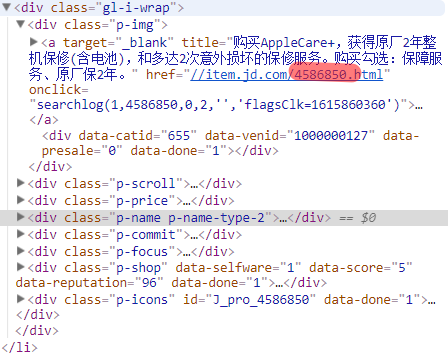 ▼<div class="gl-i-wrap">
▼<div class="p-img">
▼<a target="_blank" title="购买AppleCare+，获得原厂2年整
机保修(含电池)，和多达2次意外损坏的保修服务。购买勾选：保障服
务、原厂保2年。" href="//item.jd.com/4586850.html"
onclick=
"searchlog(1,4586850,0,2,'','flagsClk=1615860360')">…
</a>
<div data-catid="655" data-venid="1000000127" data-
presale="0" data-done="1"></div>
</div>
▶<div class="p-scroll">…</div>
▶<div class="p-price">…</div>
▶<div class="p-name p-name-type-2">…</div> == $0
▶<div class="p-commit">…</div>
▶<div class="p-focus">…</div>
▶<div class="p-shop" data-selfware="1" data-score="5"
data-reputation="96" data-done="1">…</div>
▶<div class="p-icons" id="J_pro_4586850" data-done="1">…
</div>
</div>
</li>